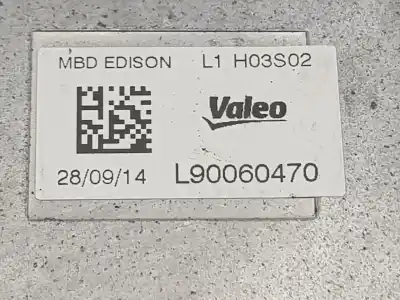 MBD EDISON L1 H03S02
Valeo
28/09/14 L90060470